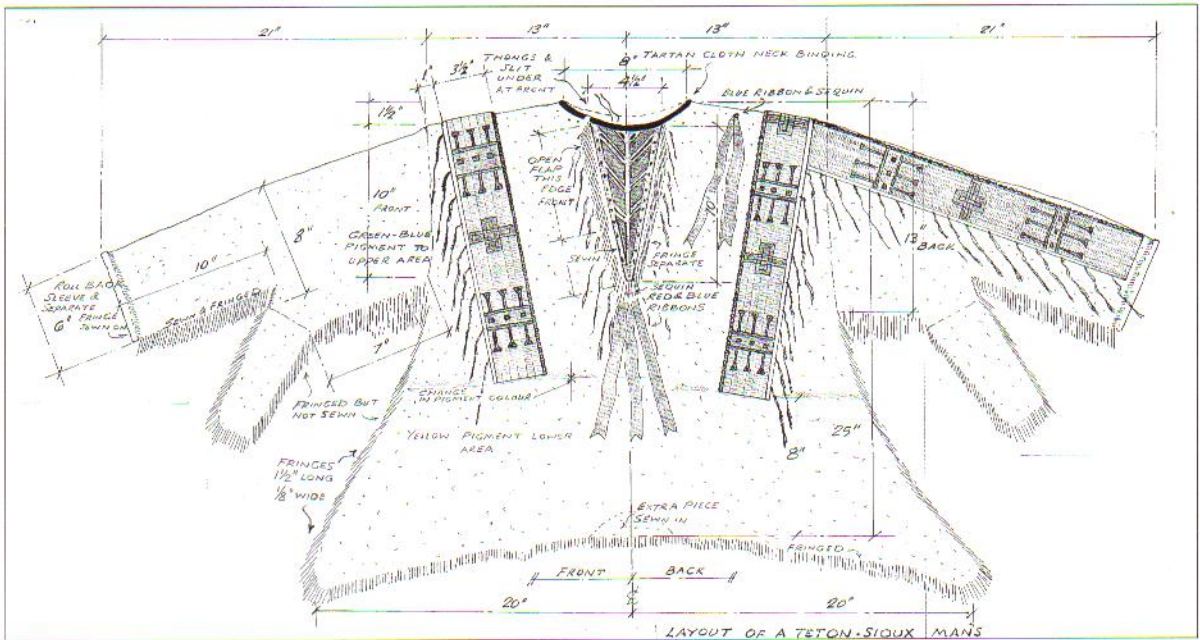 21"
13"
13"
21"
THONGS &
SLIT
UNDER
AT FRONT
8"
TARTAN CLOTH NECK BINDING
4½"
1"
3½"
BLUE RIBBON & SEQUIN
1½"
OPEN
FLAP
THIS
EDGE
FRONT
10"
10"
FRONT
GREEN-BLUE
PIGMENT TO
UPPER AREA
8"
13"
BACK
10"
SEWN
FRINGE
SEPARATE
ROLL BACK
SLEEVE &
SEPARATE
6" FRINGE
SEWN ON
SEWN & FRINGED
SEQUIN
RED & BLUE
RIBBONS
7"
CHANGE
IN PIGMENT COLOUR
FRINGED BUT
NOT SEWN
YELLOW PIGMENT LOWER
AREA
25"
8"
FRINGES
1½" LONG
⅛" WIDE
EXTRA PIECE
SEWN IN
FRINGED
FRONT
BACK
20"
20"
LAYOUT OF A TETON-SIOUX MANS